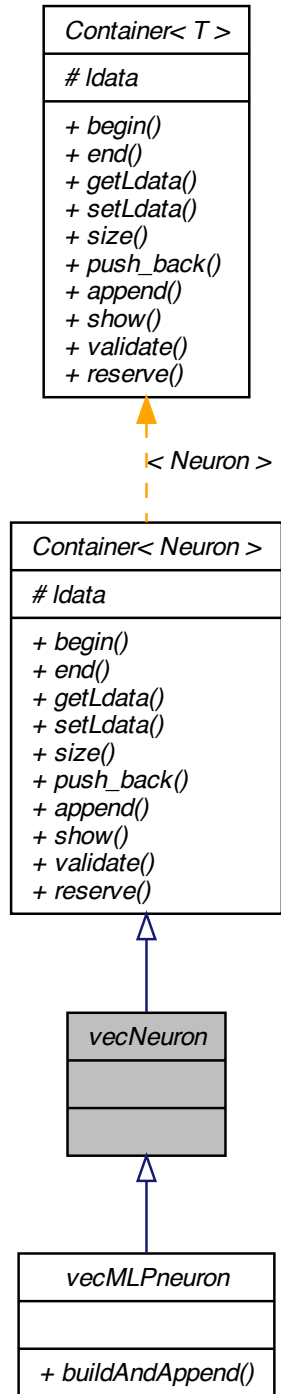 Container< T >
# ldata
+ begin()
+ end()
+ getLdata()
+ setLdata()
+ size()
+ push_back()
+ append()
+ show()
+ validate()
+ reserve()
< Neuron >
Container< Neuron >
# ldata
+ begin()
+ end()
+ getLdata()
+ setLdata()
+ size()
+ push_back()
+ append()
+ show()
+ validate()
+ reserve()
vecNeuron
vecMLPneuron
+ buildAndAppend()